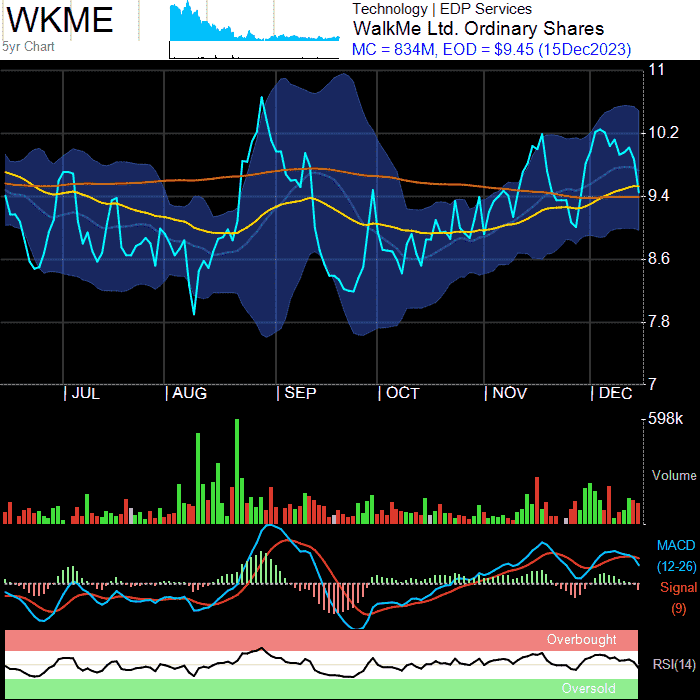 WKME
5yr Chart
Technology | EDP Services
WalkMe Ltd. Ordinary Shares
MC = 834M, EOD = $9.45 (15Dec2023)
11
10.2
9.4
8.6
7.8
7
| JUL | AUG | SEP | OCT | NOV | DEC
598k
Volume
MACD
(12-26)
Signal
(9)
Overbought
RSI(14)
Oversold